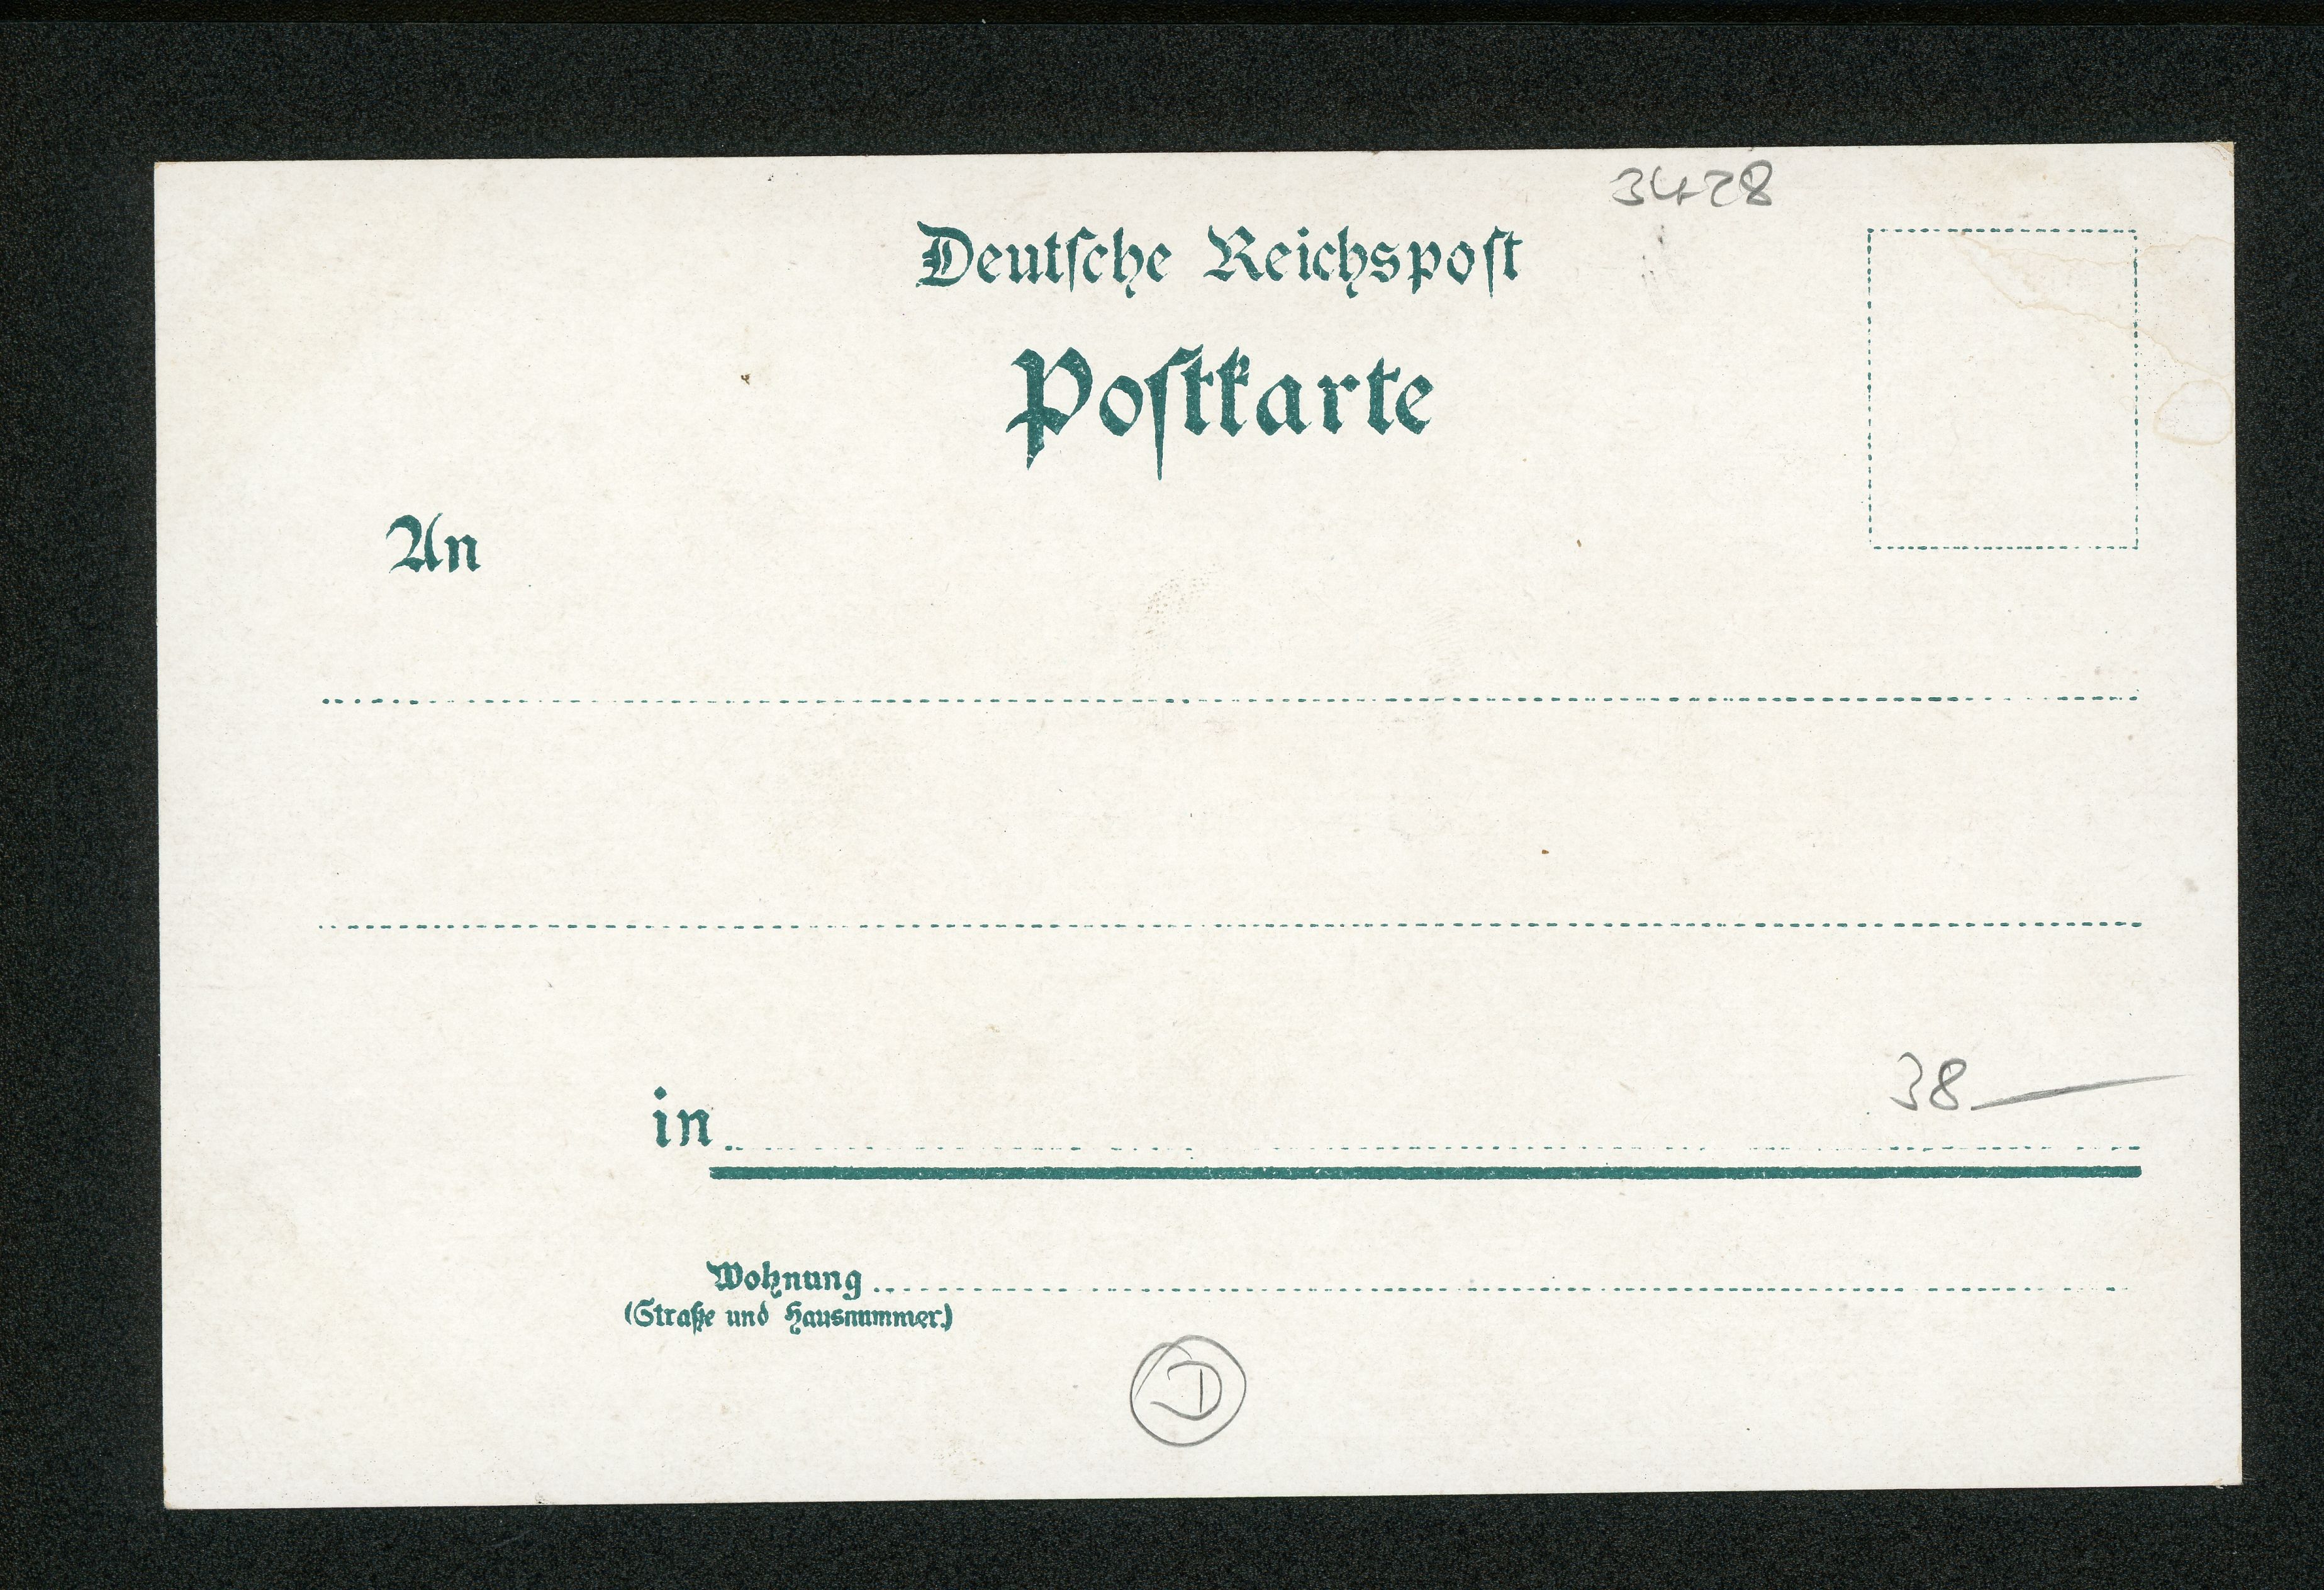 3428
Deutſche Reichspoſt
Poſtkarte
An
in
38
Wohnung
(Straße und Hausnummer.)
D